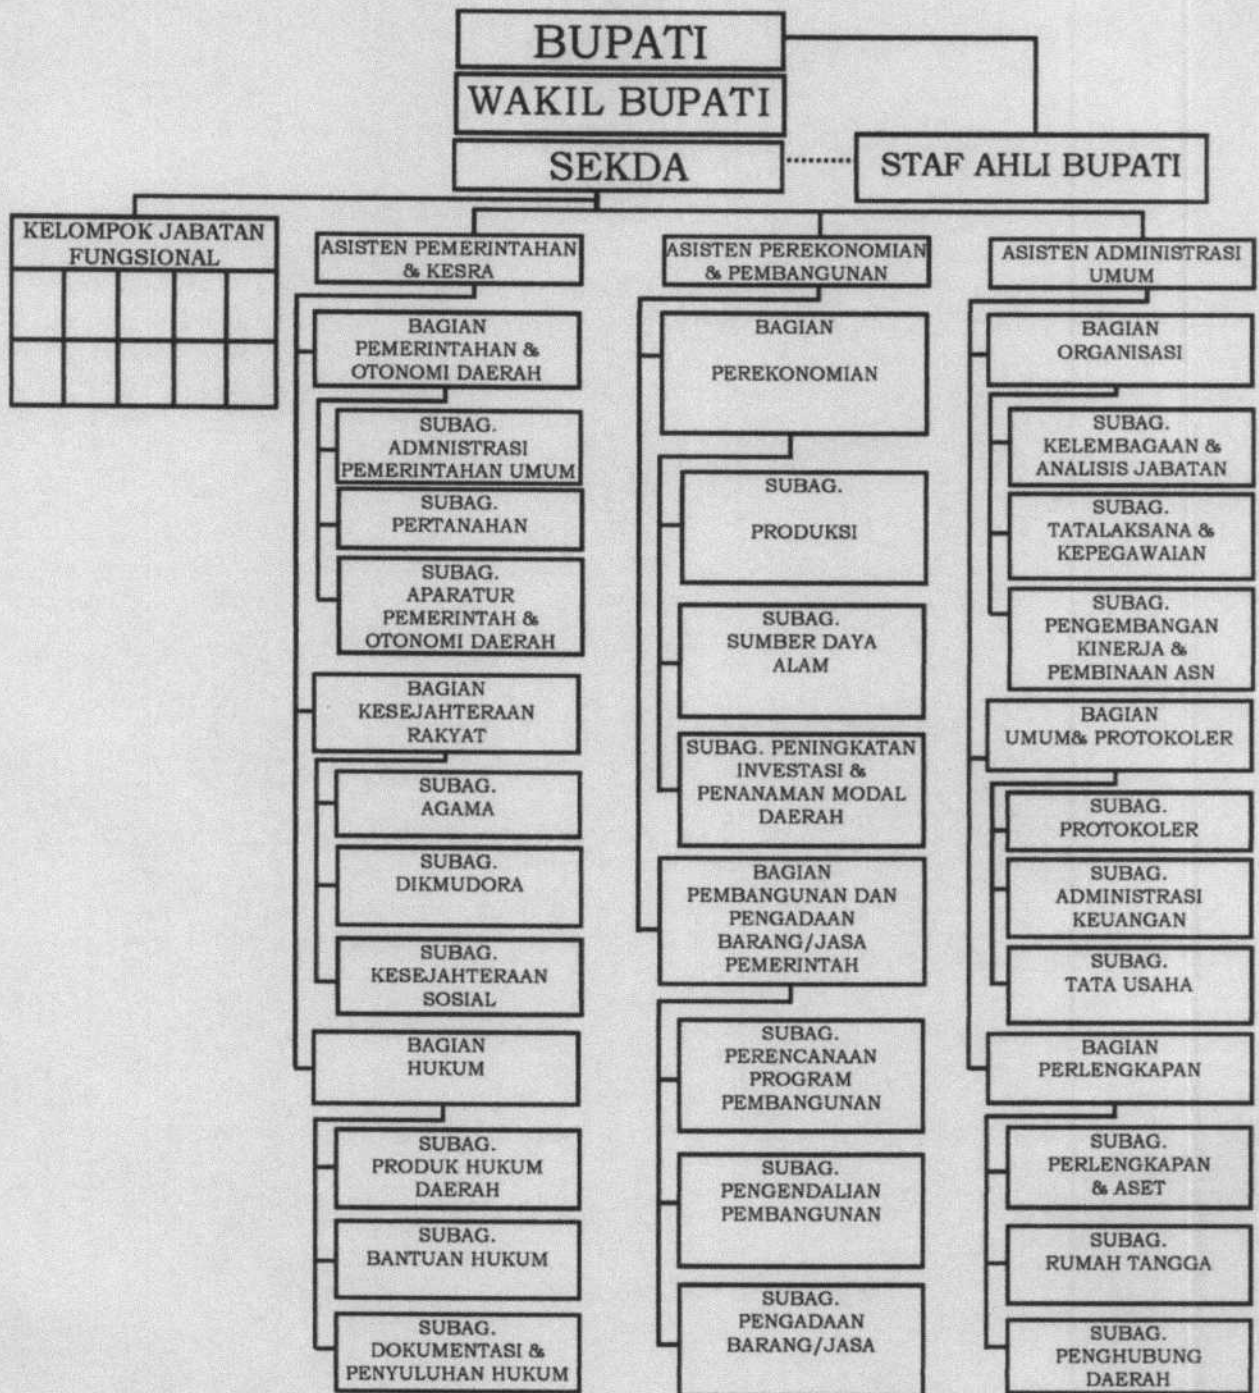 BUPATI
WAKIL BUPATI
SEKDA
STAF AHLI BUPATI
KELOMPOK JABATAN
FUNGSIONAL
ASISTEN PEMERINTAHAN
& KESRA
BAGIAN
PEMERINTAHAN &
OTONOMI DAERAH
SUBAG.
ADMNISTRASI
PEMERINTAHAN UMUM
SUBAG.
PERTANAHAN
SUBAG.
APARATUR
PEMERINTAH &
OTONOMI DAERAH
BAGIAN
KESEJAHTERAAN
RAKYAT
SUBAG.
AGAMA
SUBAG.
DIKMUDORA
SUBAG.
KESEJAHTERAAN
SOSIAL
BAGIAN
HUKUM
SUBAG.
PRODUK HUKUM
DAERAH
SUBAG.
BANTUAN HUKUM
SUBAG.
DOKUMENTASI &
PENYULUHAN HUKUM
ASISTEN PEREKONOMIAN
& PEMBANGUNAN
BAGIAN
PEREKONOMIAN
SUBAG.
PRODUKSI
SUBAG.
SUMBER DAYA
ALAM
SUBAG. PENINGKATAN
INVESTASI &
PENANAMAN MODAL
DAERAH
BAGIAN
PEMBANGUNAN DAN
PENGADAAN
BARANG/JASA
PEMERINTAH
SUBAG.
PERENCANAAN
PROGRAM
PEMBANGUNAN
SUBAG.
PENGENDALIAN
PEMBANGUNAN
SUBAG.
PENGADAAN
BARANG/JASA
ASISTEN ADMINISTRASI
UMUM
BAGIAN
ORGANISASI
SUBAG.
KELEMBAGAAN &
ANALISIS JABATAN
SUBAG.
TATALAKSANA &
KEPEGAWAIAN
SUBAG.
PENGEMBANGAN
KINERJA &
PEMBINAAN ASN
BAGIAN
UMUM& PROTOKOLER
SUBAG.
PROTOKOLER
SUBAG.
ADMINISTRASI
KEUANGAN
SUBAG.
TATA USAHA
BAGIAN
PERLENGKAPAN
SUBAG.
PERLENGKAPAN
& ASET
SUBAG.
RUMAH TANGGA
SUBAG.
PENGHUBUNG
DAERAH